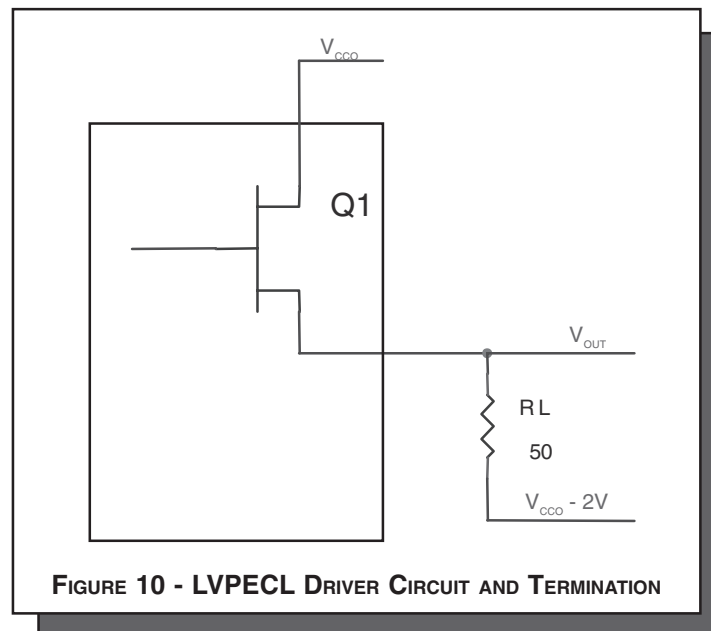 V_CCO
Q1
V_OUT
RL
50
V_CCO - 2V
FIGURE 10 - LVPECL DRIVER CIRCUIT AND TERMINATION